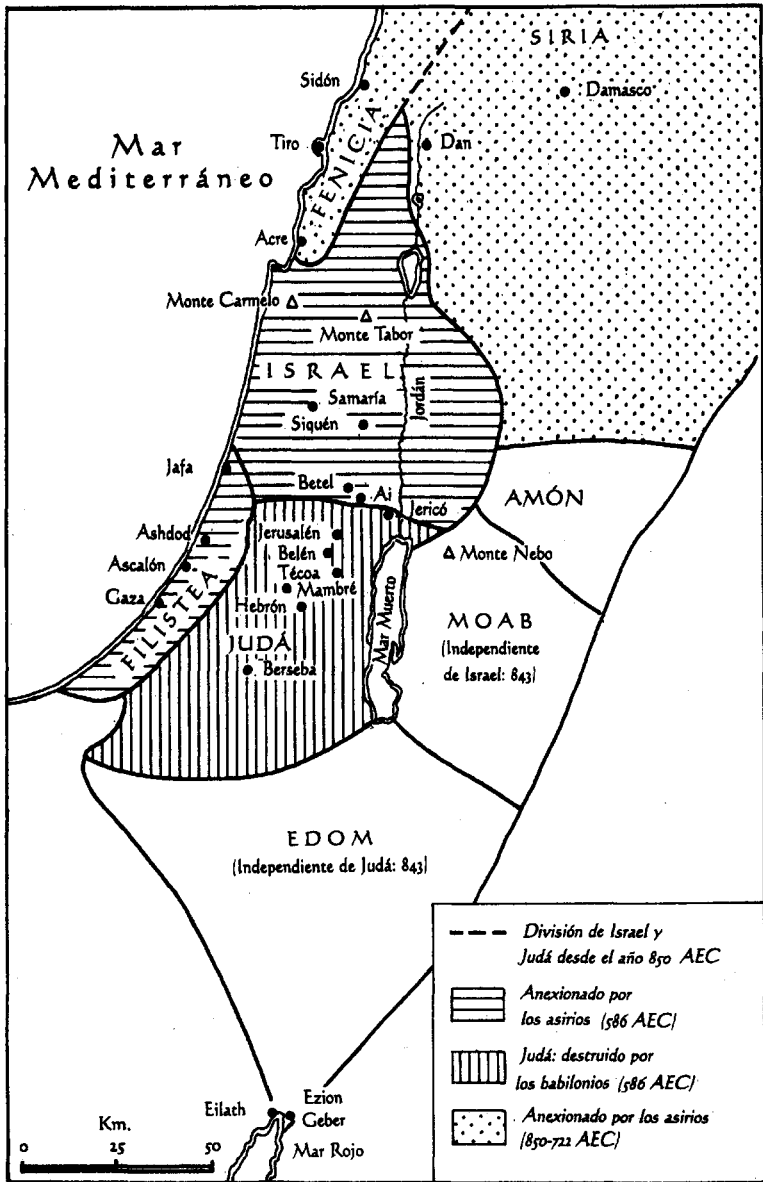 SIRIA
Sidón
Damasco
Mar
Mediterráneo
Tiro
Dan
FENICIA
Acre
Monte Carmelo
Monte Tabor
ISRAEL
Jordán
Samaría
Siquén
Jafa
Betel
Ai
Jericó
AMÓN
Ashdod
Jerusalén
Belén
Monte Nebo
Ascalón
Técoa
Gaza
Mambré
Hebrón
FILISTEA
JUDÁ
Mar Muerto
MOAB
(Independiente
de Israel: 843)
Berseba
EDOM
(Independiente de Judá: 843)
División de Israel y
Judá desde el año 850 AEC
Anexionado por
los asirios (586 AEC)
Judá: destruido por
los babilonios (586 AEC)
Anexionado por los asirios
(850-722 AEC)
Eilath
Ezion
Geber
Mar Rojo
Km.
0 25 50